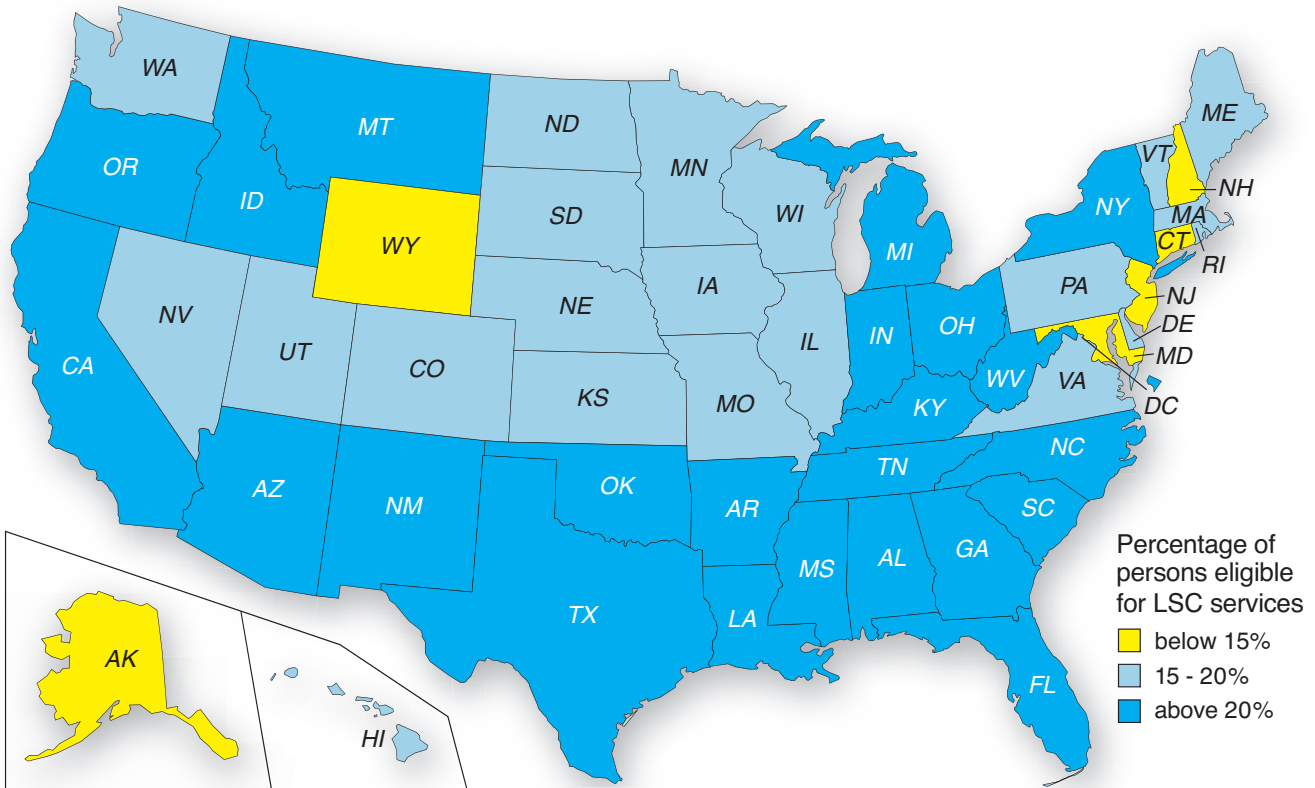 WA
ME
MT
ND
VT
OR
MN
NH
ID
NY
MA
SD
WI
WY
CT
MI
RI
PA
IA
NJ
NE
NV
DE
OH
IN
IL
UT
MD
CA
CO
WV
VA
KS
MO
DC
KY
NC
TN
AZ
OK
NM
AR
SC
GA
MS
AL
TX
LA
AK
FL
HI
Percentage of
persons eligible
for LSC services
below 15%
15 - 20%
above 20%